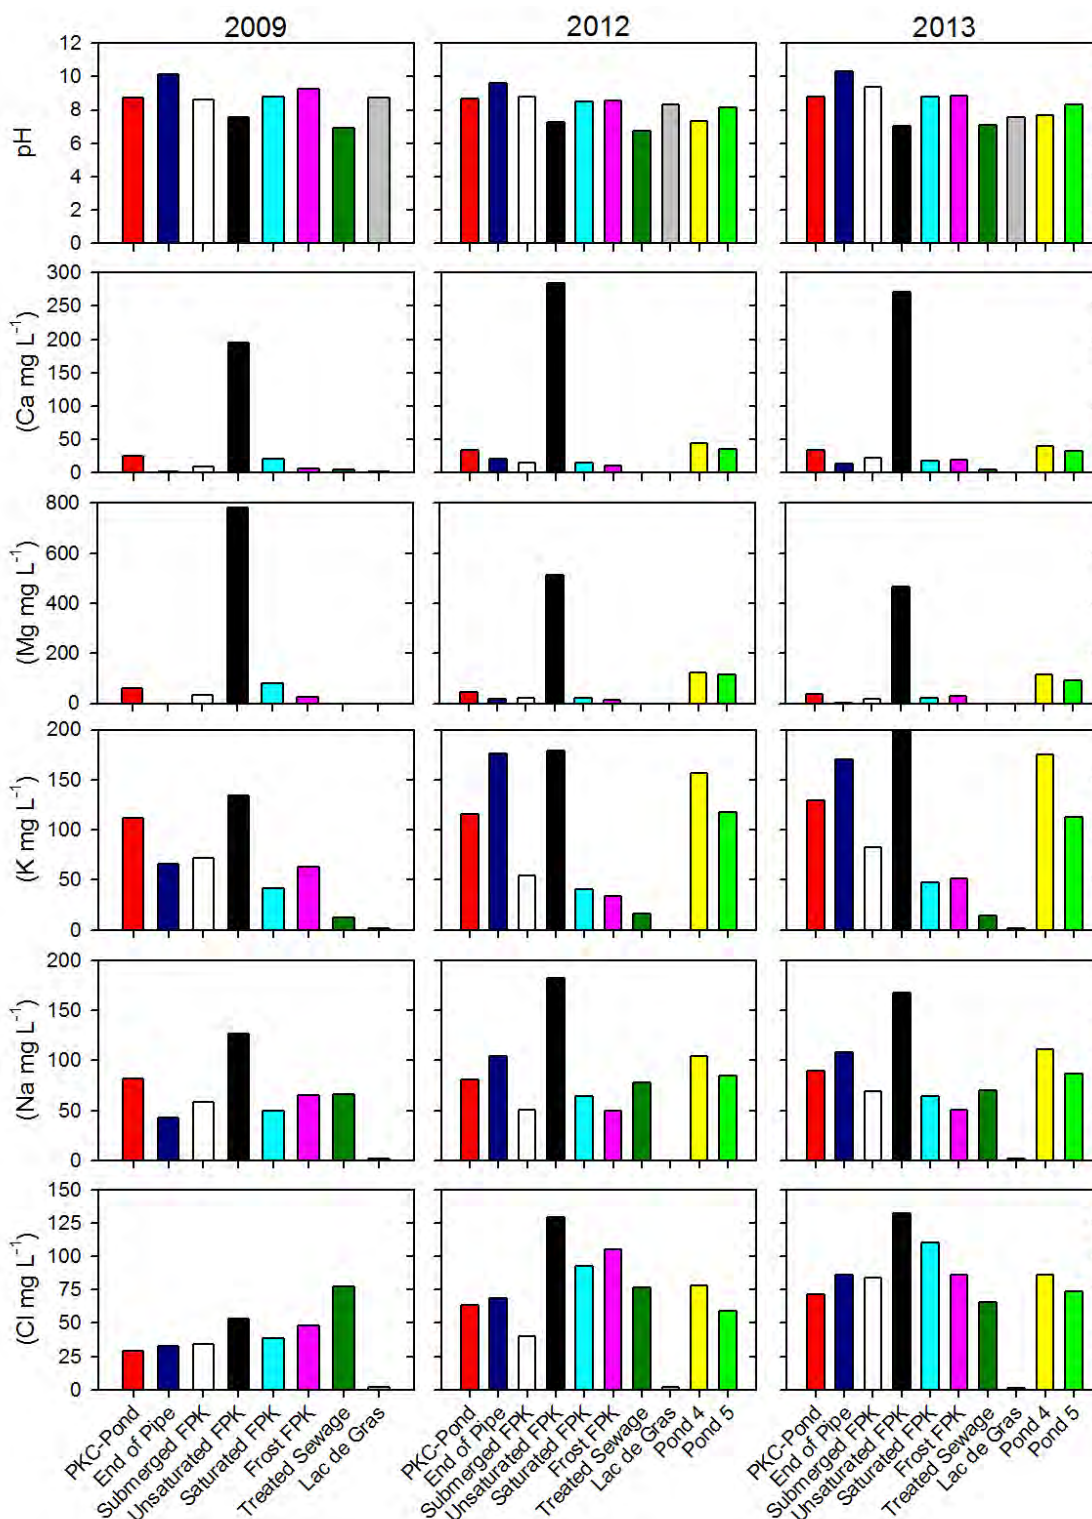 2009 2012 2013
12
10
8
6
4
2
0
pH
300
250
200
150
100
50
0
(Ca mg L⁻¹)
800
600
400
200
0
(Mg mg L⁻¹)
200
150
100
50
0
(K mg L⁻¹)
200
150
100
50
0
(Na mg L⁻¹)
150
125
100
75
50
25
0
(Cl mg L⁻¹)
PKC-Pond
End of Pipe
Submerged FPK
Unsaturated FPK
Saturated FPK
Frost FPK
Treated Sewage
Lac de Gras
PKC-Pond
End of Pipe
Submerged FPK
Unsaturated FPK
Saturated FPK
Frost FPK
Treated Sewage
Lac de Gras
Pond 4
Pond 5
PKC-Pond
End of Pipe
Submerged FPK
Unsaturated FPK
Saturated FPK
Frost FPK
Treated Sewage
Lac de Gras
Pond 4
Pond 5